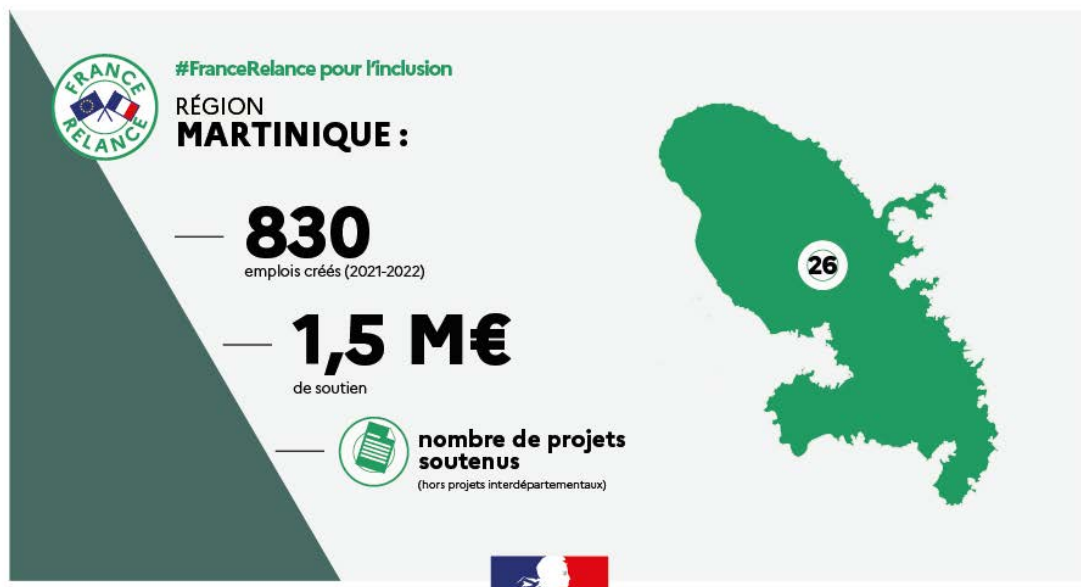 FRANCE
RELANCE
#FranceRelance pour l'inclusion
RÉGION
MARTINIQUE :
830
emplois créés (2021-2022)
1,5 M€
de soutien
nombre de projets
soutenus
(hors projets interdépartementaux)
26